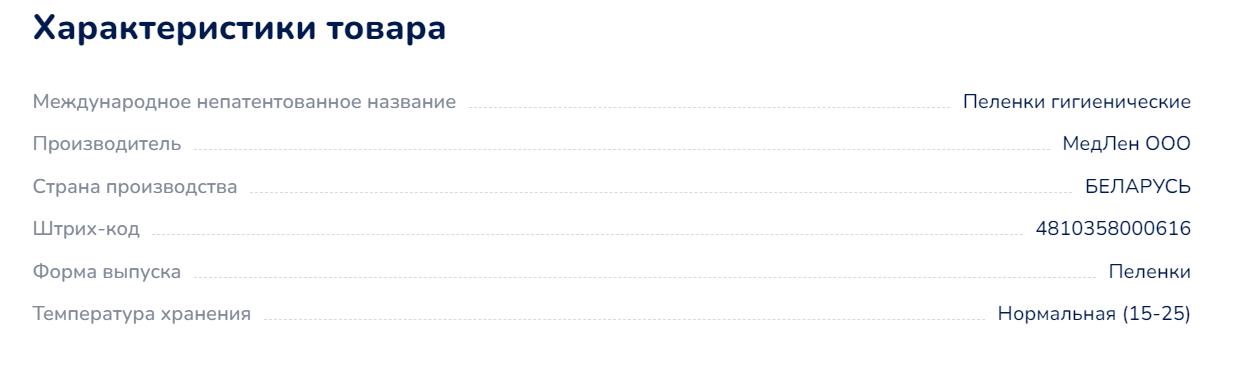 Характеристики товара
Международное непатентованное название Пеленки гигиенические
Производитель МедЛен ООО
Страна производства БЕЛАРУСЬ
Штрих-код 4810358000616
Форма выпуска Пеленки
Температура хранения Нормальная (15-25)